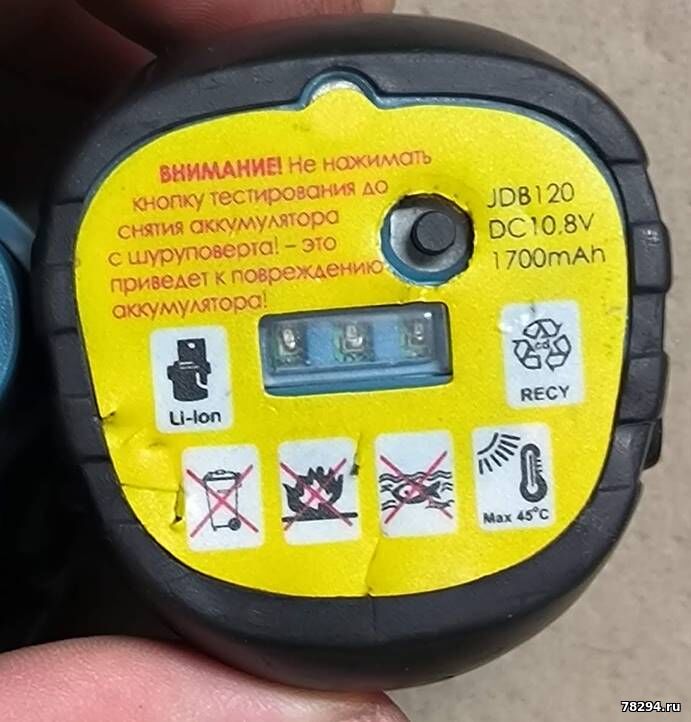 ВНИМАНИЕ! Не нажимать
кнопку тестирования до
снятия аккумулятора
с шуруповерта! – это
приведет к повреждению
аккумулятора!
JDB120
DC10,8V
1700mAh
Li-Ion
cd
RECY
Max 45°C
78294.ru